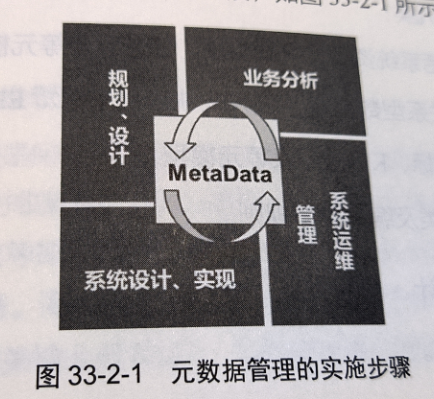 如图33-2-1所示
规划、设计
业务分析
MetaData
系统运维
管理
系统设计、实现
图 33-2-1 元数据管理的实施步骤